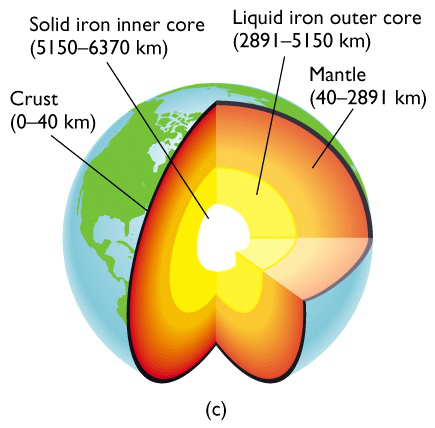 Solid iron inner core
(5150–6370 km)
Liquid iron outer core
(2891–5150 km)
Mantle
(40–2891 km)
Crust
(0–40 km)
(c)